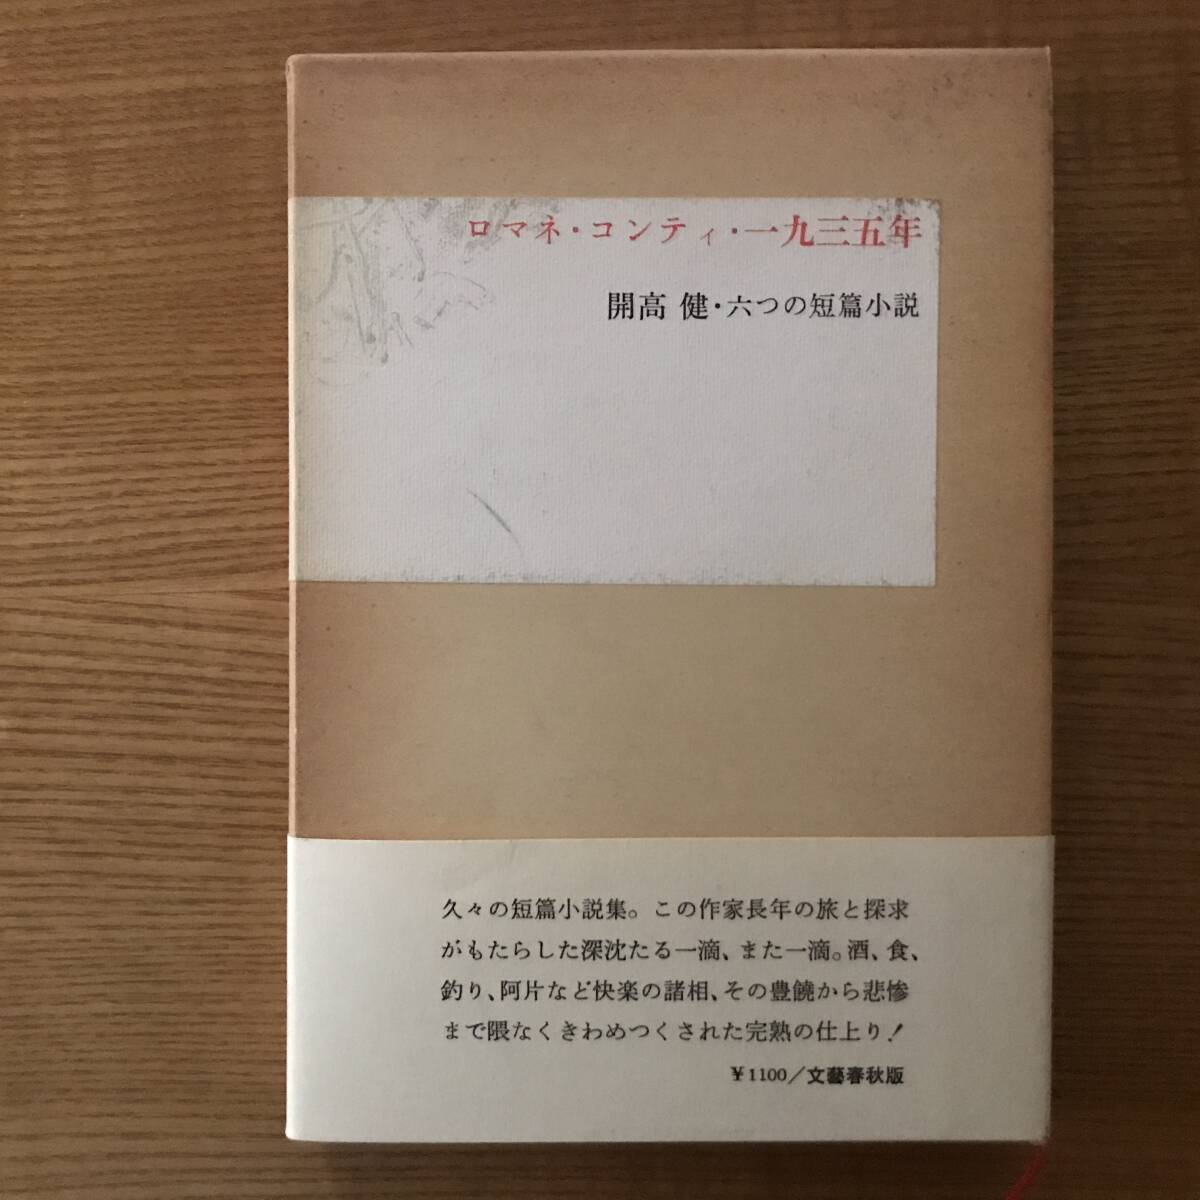 ロマネ・コンティ・一九三五年
開高 健・六つの短篇小説
久々の短篇小説集。この作家長年の旅と探求
がもたらした深沈たる一滴、また一滴。酒、食、
釣り、阿片など快楽の諸相、その豊饒から悲惨
まで隈なくきわめつくされた完熟の仕上り！
¥1100／文藝春秋版